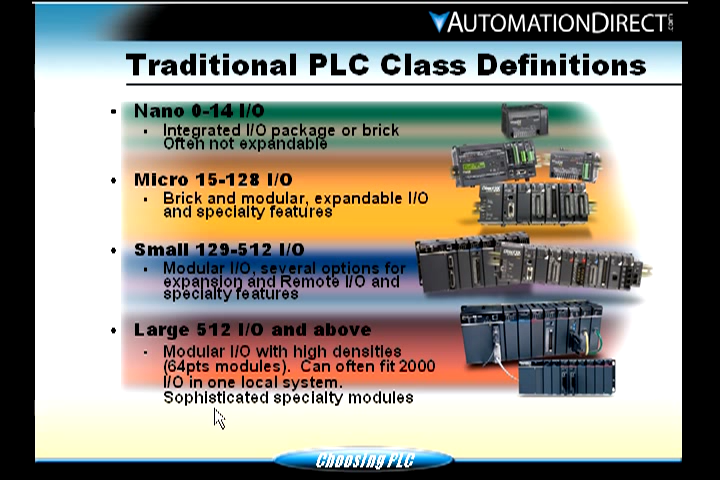 AUTOMATIONDIRECT.com
Traditional PLC Class Definitions
• Nano 0-14 I/O
• Integrated I/O package or brick
Often not expandable
• Micro 15-128 I/O
• Brick and modular, expandable I/O
and specialty features
• Small 129-512 I/O
• Modular I/O, several options for
expansion and Remote I/O and
specialty features
• Large 512 I/O and above
• Modular I/O with high densities
(64pts modules). Can often fit 2000
I/O in one local system.
Sophisticated specialty modules
Choosing PLC